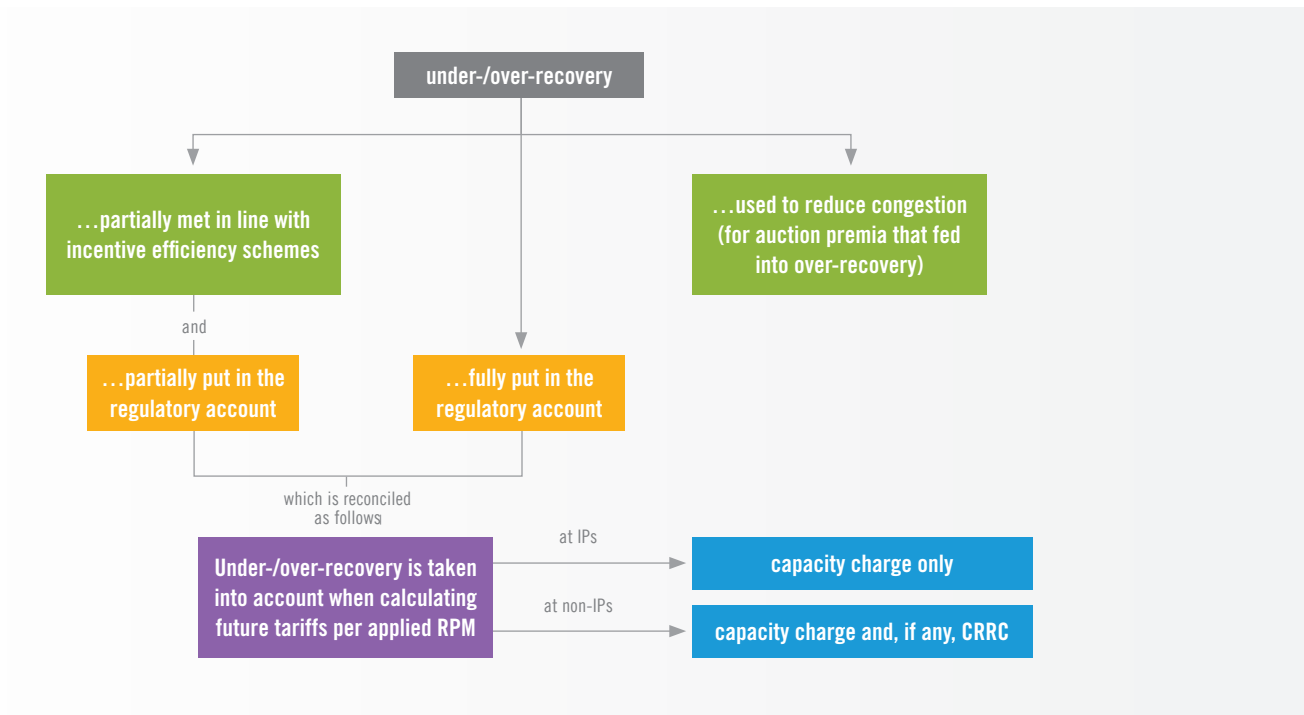 under-/over-recovery
…partially met in line with
incentive efficiency schemes
…used to reduce congestion
(for auction premia that fed
into over-recovery)
and
…partially put in the
regulatory account
…fully put in the
regulatory account
which is reconciled
as follows:
Under-/over-recovery is taken
into account when calculating
future tariffs per applied RPM
at IPs
capacity charge only
at non-IPs
capacity charge and, if any, CRRC